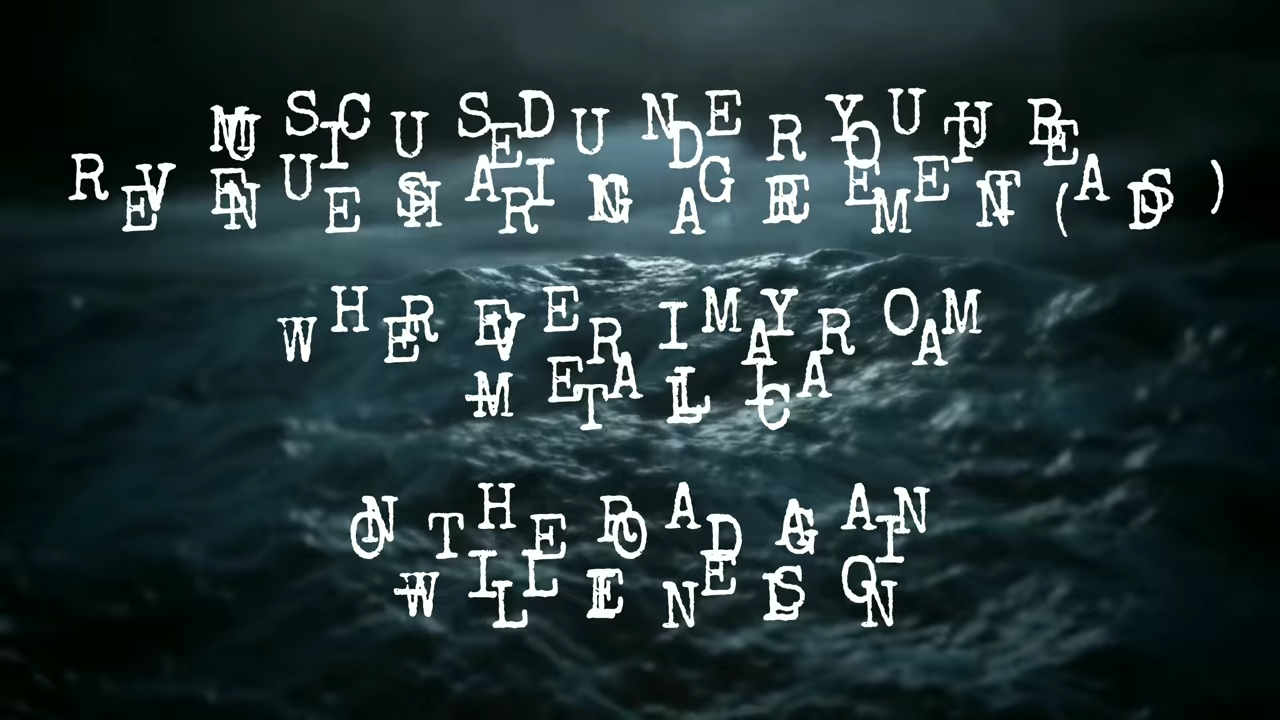 MUSIC USED UNDER YOUTUBE
REVENUE SHARING AGREEMENT (ADS)
WHEREVER I MAY ROAM
-METALLICA
ON THE ROAD AGAIN
-WILLIE NELSON